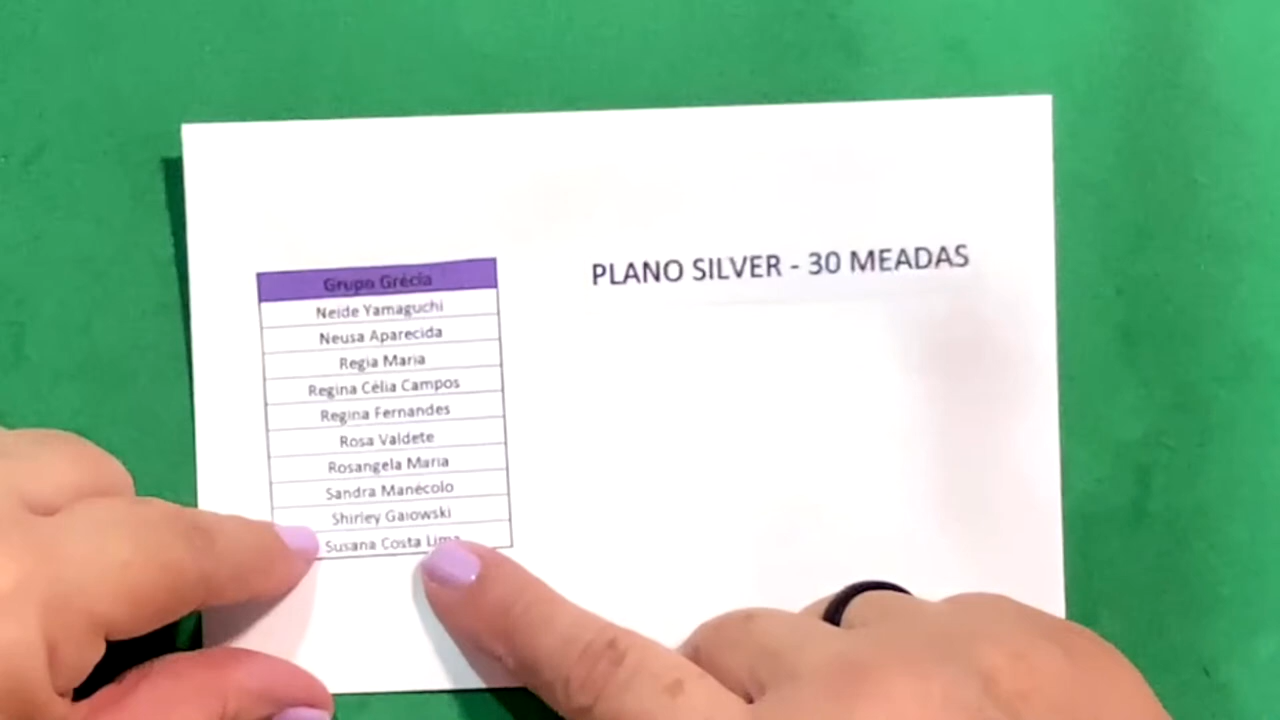 Grupo Grécia
Neide Yamaguchi
Neusa Aparecida
Regia Maria
Regina Célia Campos
Regina Fernandes
Rosa Valdete
Rosangela Maria
Sandra Manécolo
Shirley Gaiowski
Susana Costa Lima
PLANO SILVER - 30 MEADAS